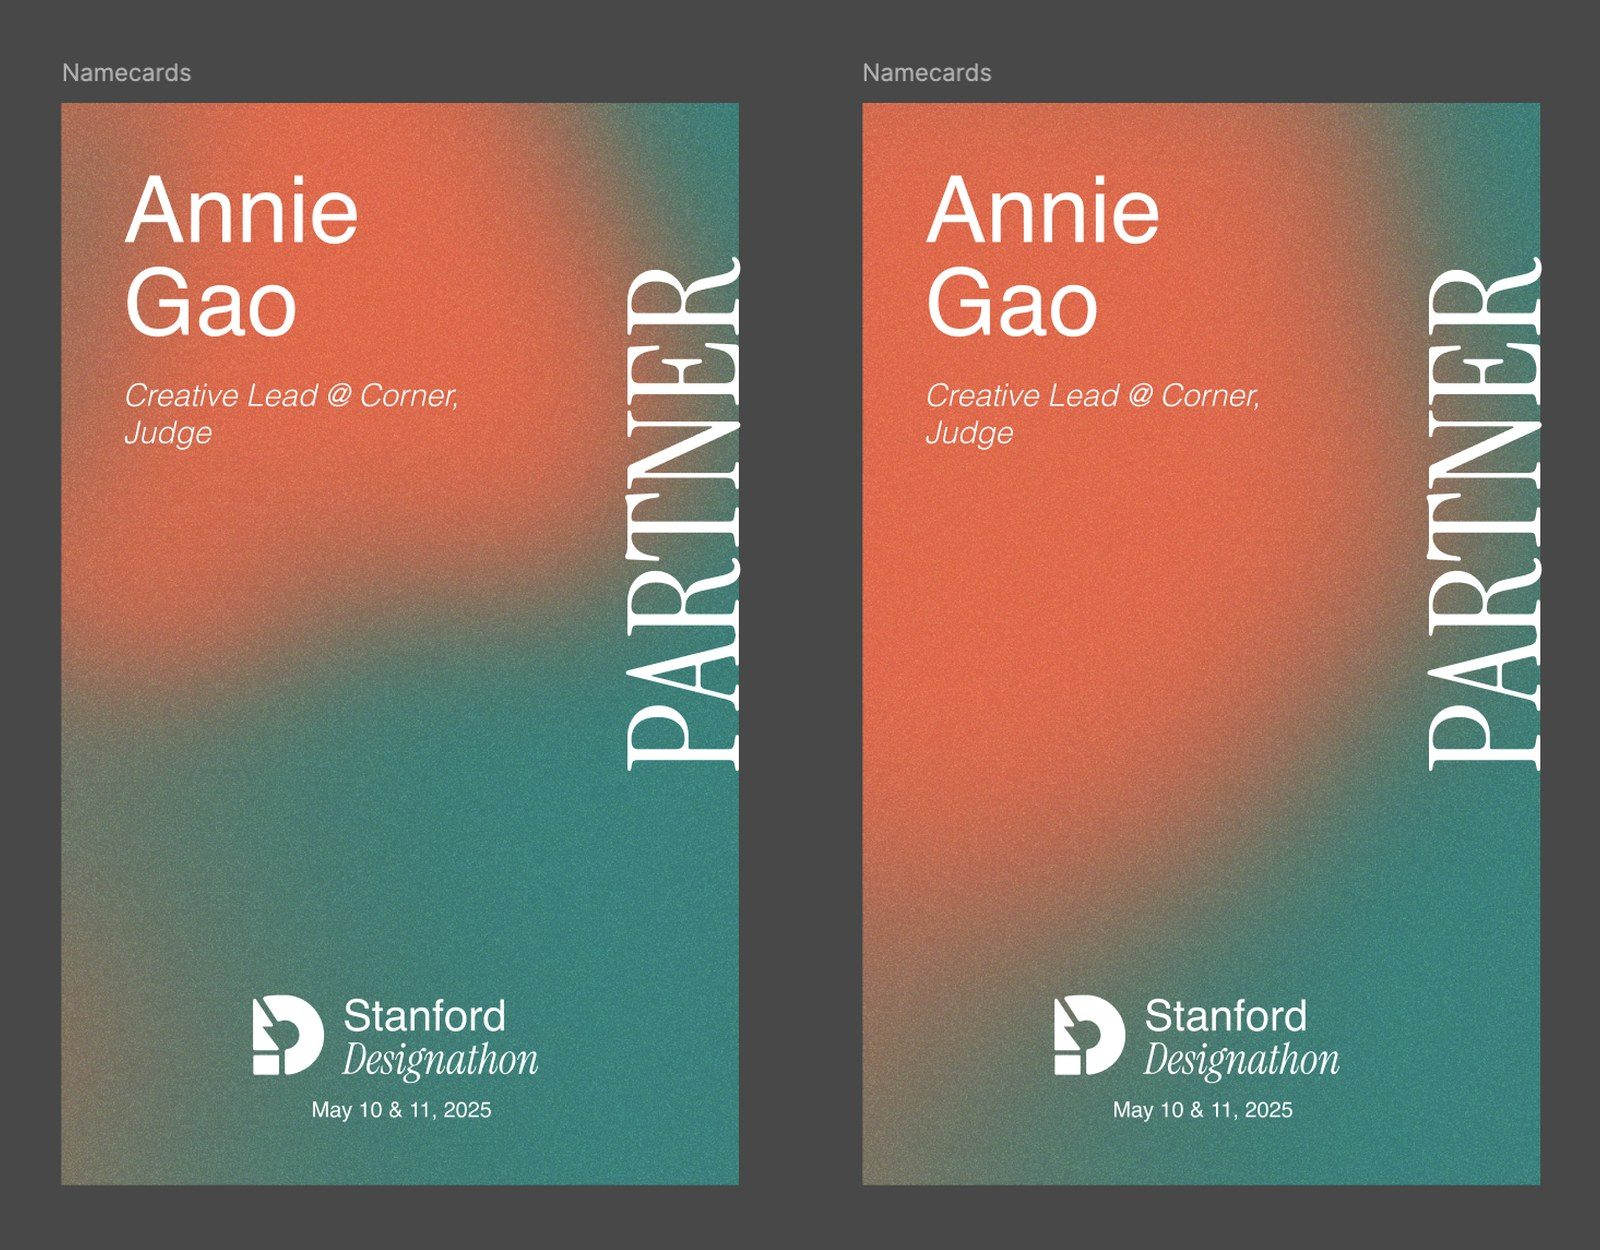 Namecards
Annie
Gao
Creative Lead @ Corner,
Judge
PARTNER
Stanford
Designathon
May 10 & 11, 2025
Namecards
Annie
Gao
Creative Lead @ Corner,
Judge
PARTNER
Stanford
Designathon
May 10 & 11, 2025